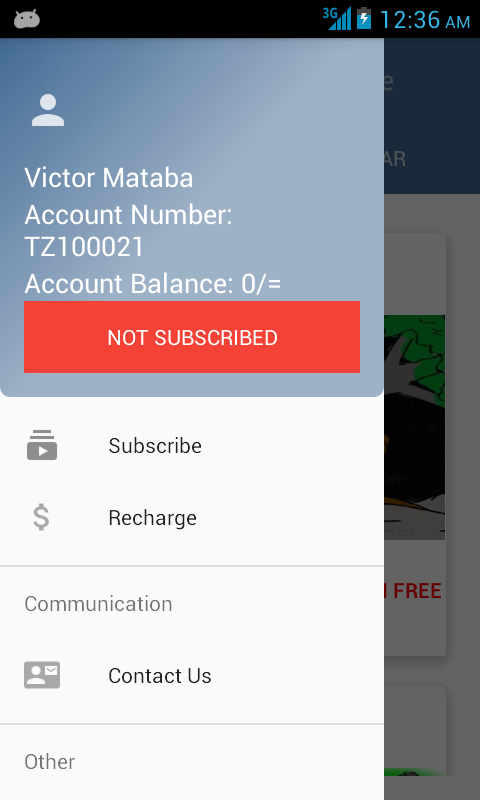 3G 12:36 AM
e
AR
Victor Mataba
Account Number:
TZ100021
Account Balance: 0/=
NOT SUBSCRIBED
Subscribe
Recharge
FREE
Communication
Contact Us
Other